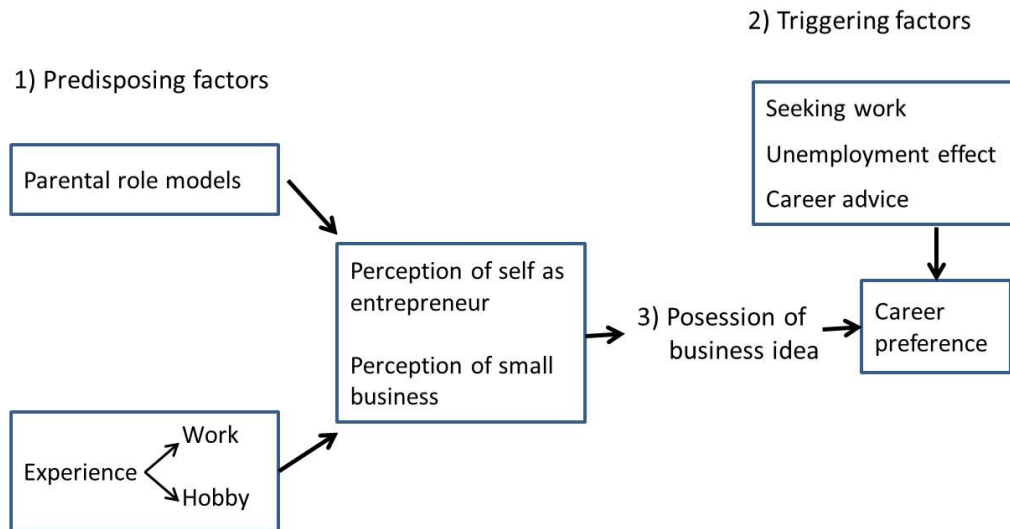 1) Predisposing factors
2) Triggering factors
Parental role models
Seeking work
Unemployment effect
Career advice
Perception of self as
entrepreneur
Perception of small
business
3) Posession of
business idea
Career
preference
Work
Experience
Hobby